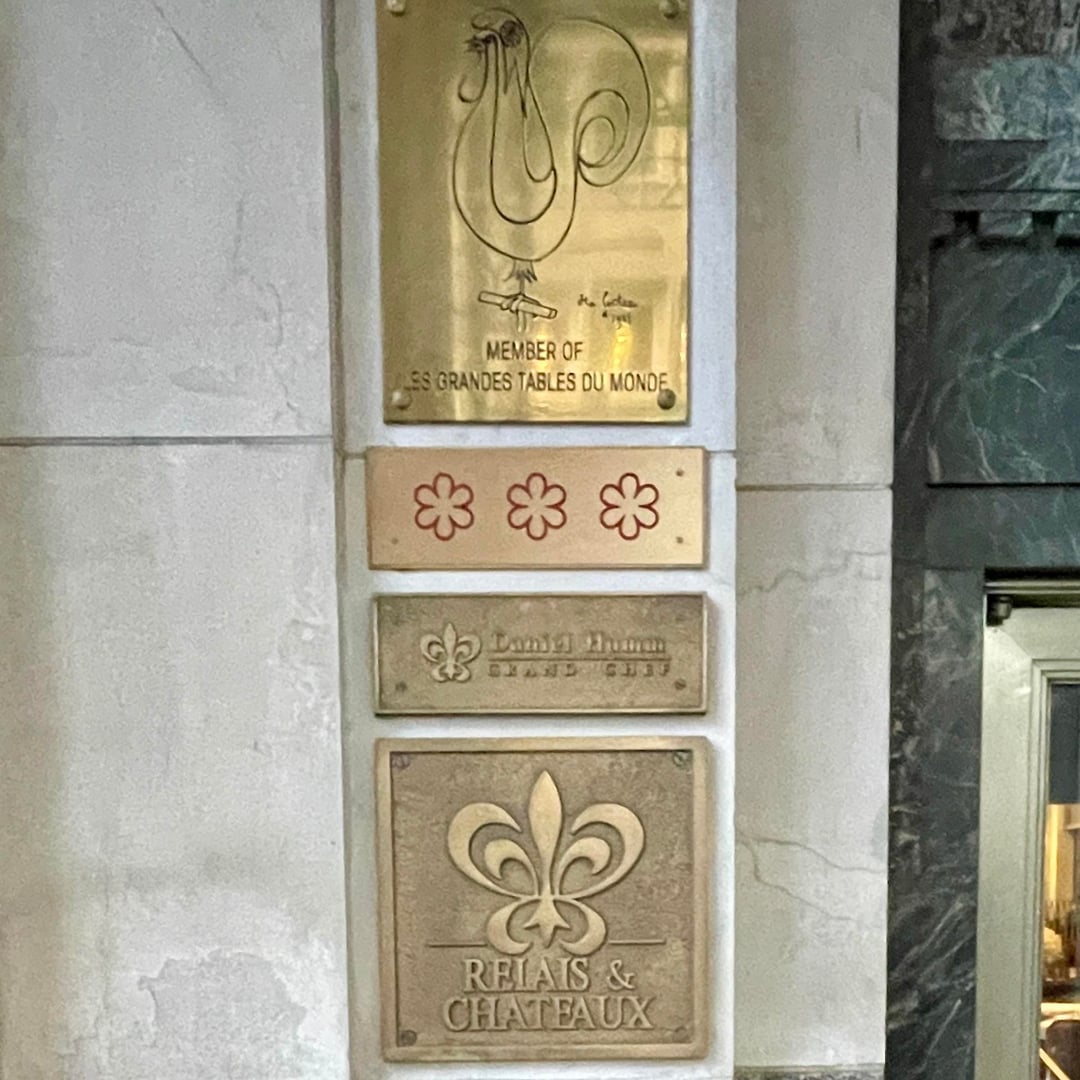 MEMBER OF
LES GRANDES TABLES DU MONDE
Daniel Humm
GRAND CHEF
RELAIS &
CHATEAUX